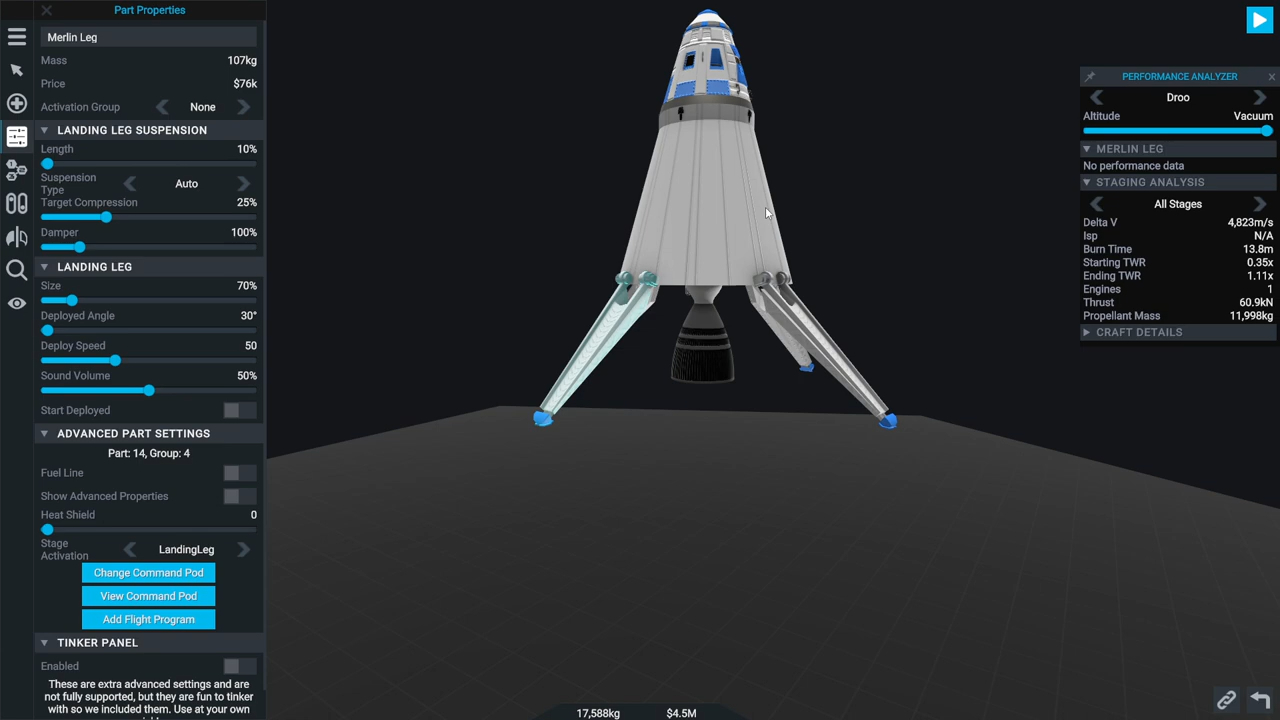 Part Properties
Merlin Leg
Mass 107kg
Price $76k
Activation Group None
LANDING LEG SUSPENSION
Length 10%
Suspension
Type Auto
Target Compression 25%
Damper 100%
LANDING LEG
Size 70%
Deployed Angle 30°
Deploy Speed 50
Sound Volume 50%
Start Deployed
ADVANCED PART SETTINGS
Part: 14, Group: 4
Fuel Line
Show Advanced Properties
Heat Shield 0
Stage
Activation LandingLeg
Change Command Pod
View Command Pod
Add Flight Program
TINKER PANEL
Enabled
These are extra advanced settings and are
not fully supported, but they are fun to tinker
with so we included them. Use at your own
17,588kg $4.5M
PERFORMANCE ANALYZER
Droo
Altitude Vacuum
MERLIN LEG
No performance data
STAGING ANALYSIS
All Stages
Delta V 4,823m/s
Isp N/A
Burn Time 13.8m
Starting TWR 0.35x
Ending TWR 1.11x
Engines 1
Thrust 60.9kN
Propellant Mass 11,998kg
CRAFT DETAILS